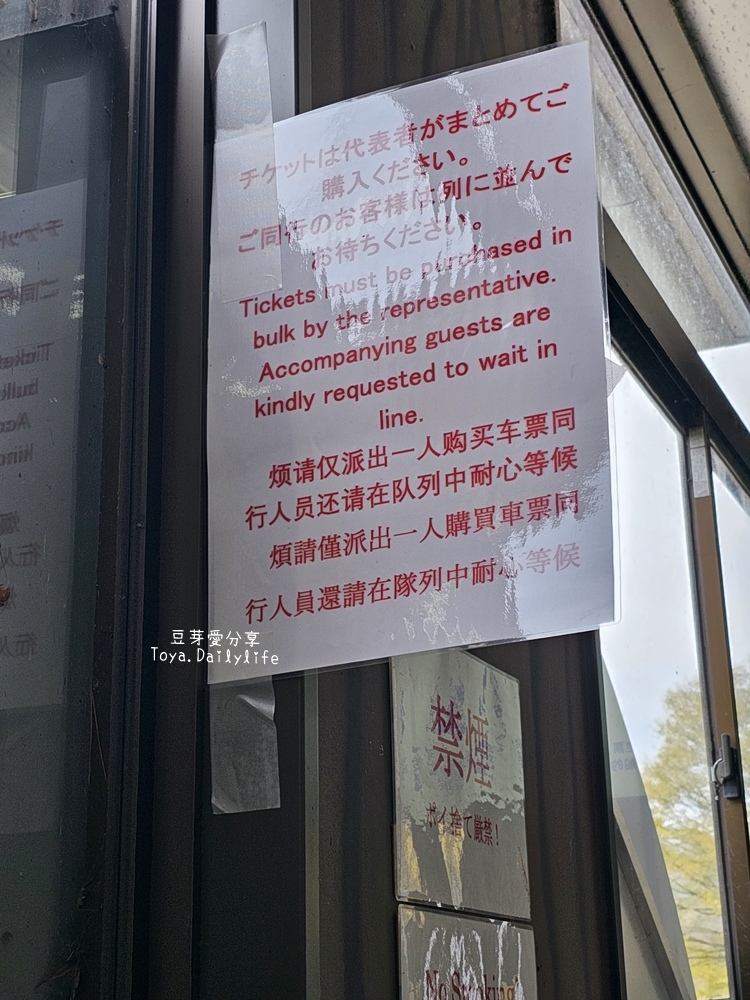 チケットは代表者がまとめてご
購入ください。
ご同行のお客様は列に並んで
お待ちください。
Tickets must be purchased in
bulk by the representative.
Accompanying guests are
kindly requested to wait in
line.
烦请仅派出一人购买车票同
行人员还请在队列中耐心等候
煩請僅派出一人購買車票同
行人員還請在隊列中耐心等候
豆芽愛分享
Toya.Dailylife
禁煙
ポイ捨て厳禁!
No Smoking